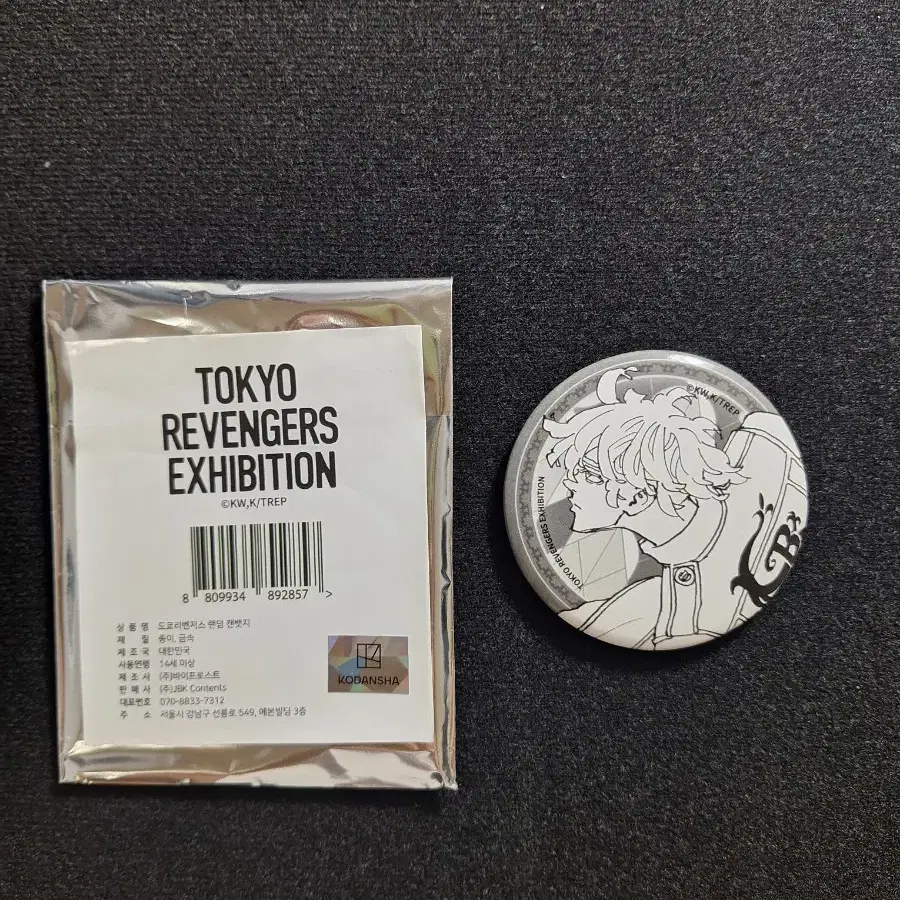 TOKYO
REVENGERS
EXHIBITION
©KW,K/TREP
8 809934 892857 >
상 품 명 도쿄리벤저스 랜덤 캔뱃지
재 질 종이, 금속
제 조 국 대한민국
사용연령 14세 이상
제 조 사 (주)바이프로스트
판 매 사 (주)JBK Contents
대표번호 070-8833-7312
주 소 서울시 강남구 선릉로 549, 에본빌딩 3층
KODANSHA
©KW,K/TREP
TOKYO REVENGERS EXHIBITION